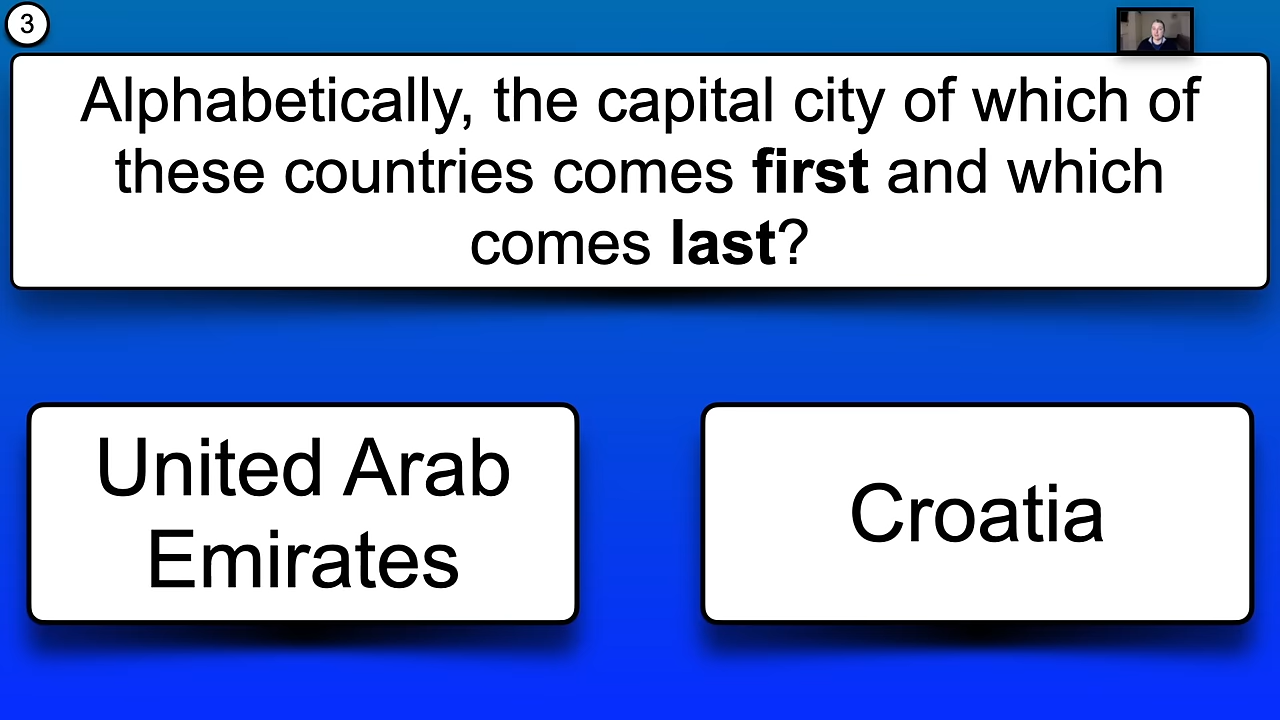 3
Alphabetically, the capital city of which of
these countries comes first and which
comes last?
United Arab
Emirates
Croatia